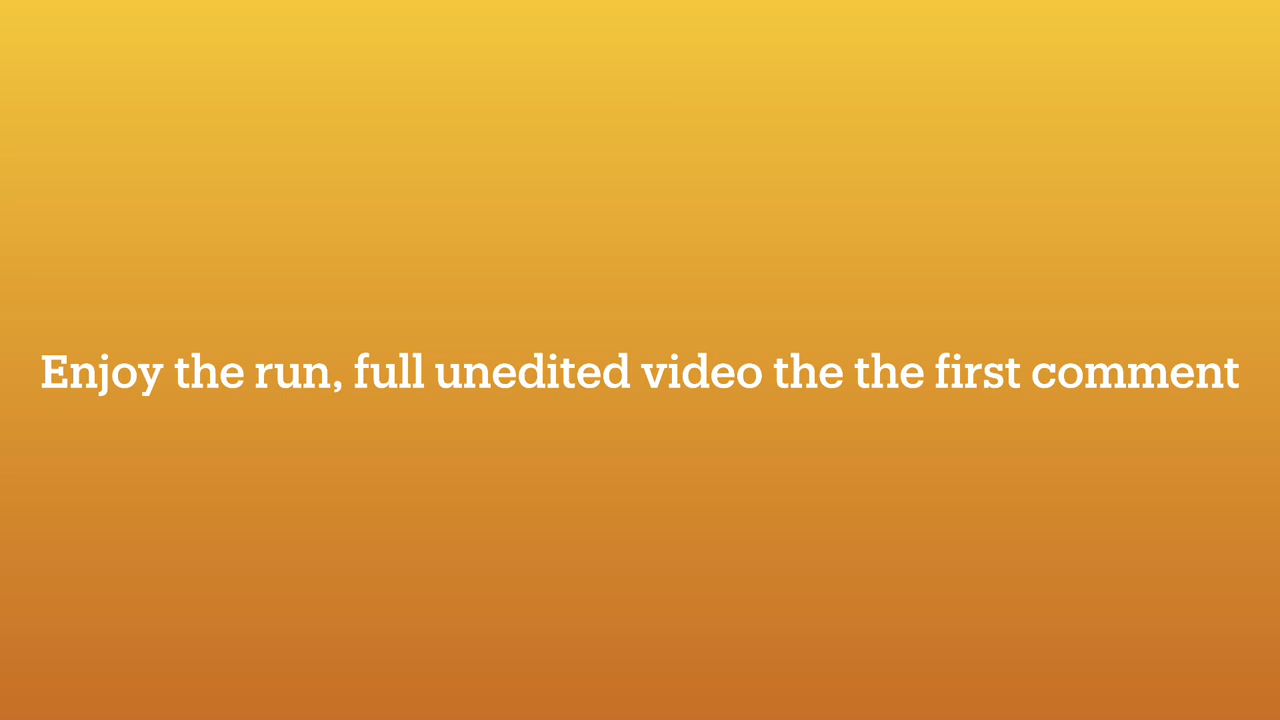 Enjoy the run, full unedited video the the first comment